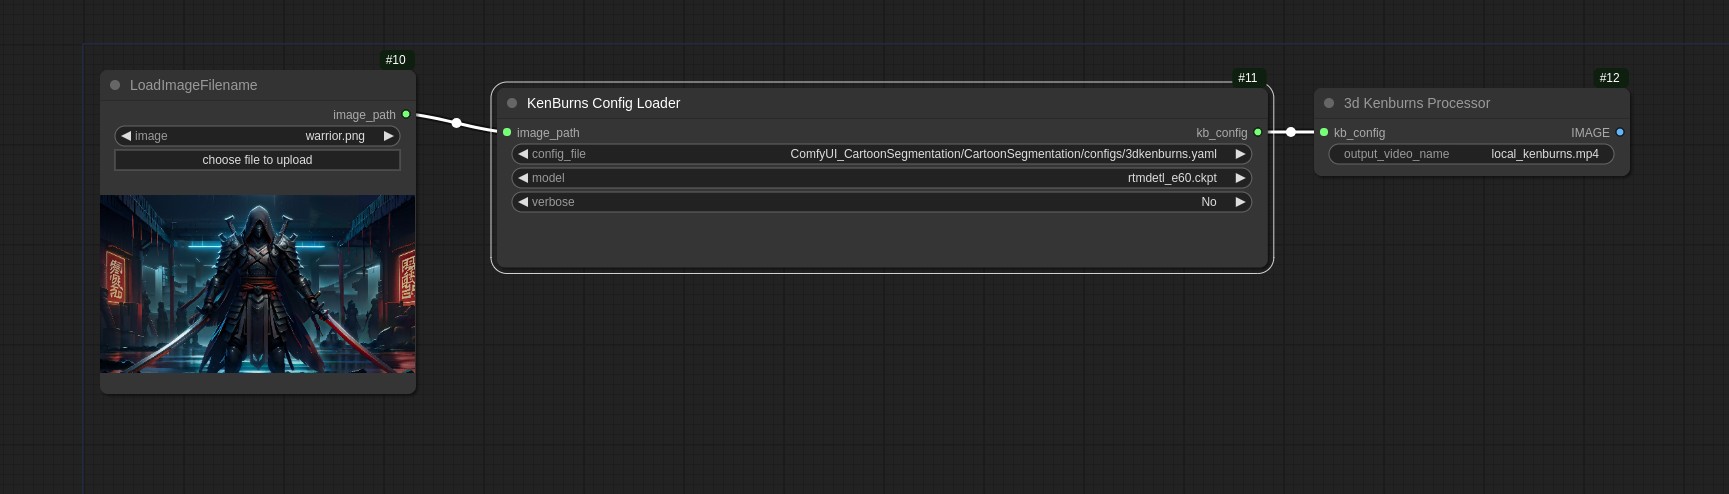 #10
LoadImageFilename
image_path
image
warrior.png
choose file to upload
#11
KenBurns Config Loader
image_path
kb_config
config_file
ComfyUI_CartoonSegmentation/CartoonSegmentation/configs/3dkenburns.yaml
model
rtmdetl_e60.ckpt
verbose
No
#12
3d Kenburns Processor
kb_config
IMAGE
output_video_name
local_kenburns.mp4